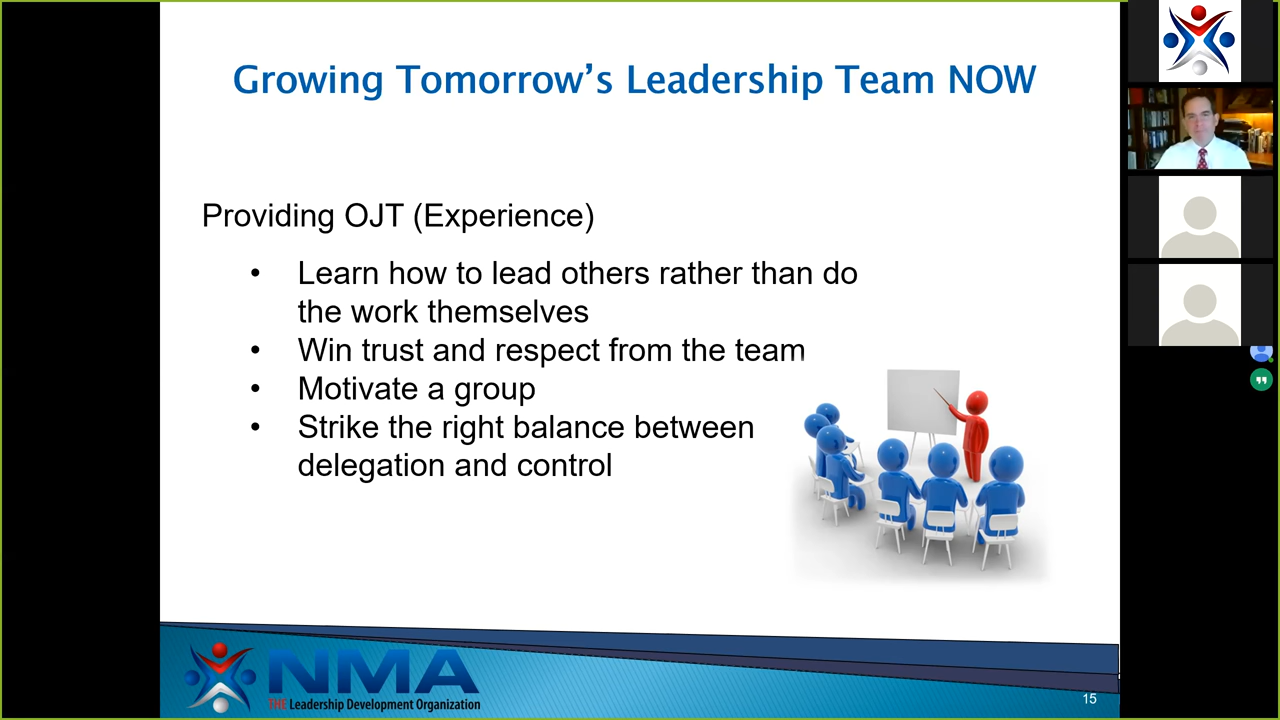 Growing Tomorrow’s Leadership Team NOW
Providing OJT (Experience)
• Learn how to lead others rather than do
the work themselves
• Win trust and respect from the team
• Motivate a group
• Strike the right balance between
delegation and control
NMA
THE Leadership Development Organization
15